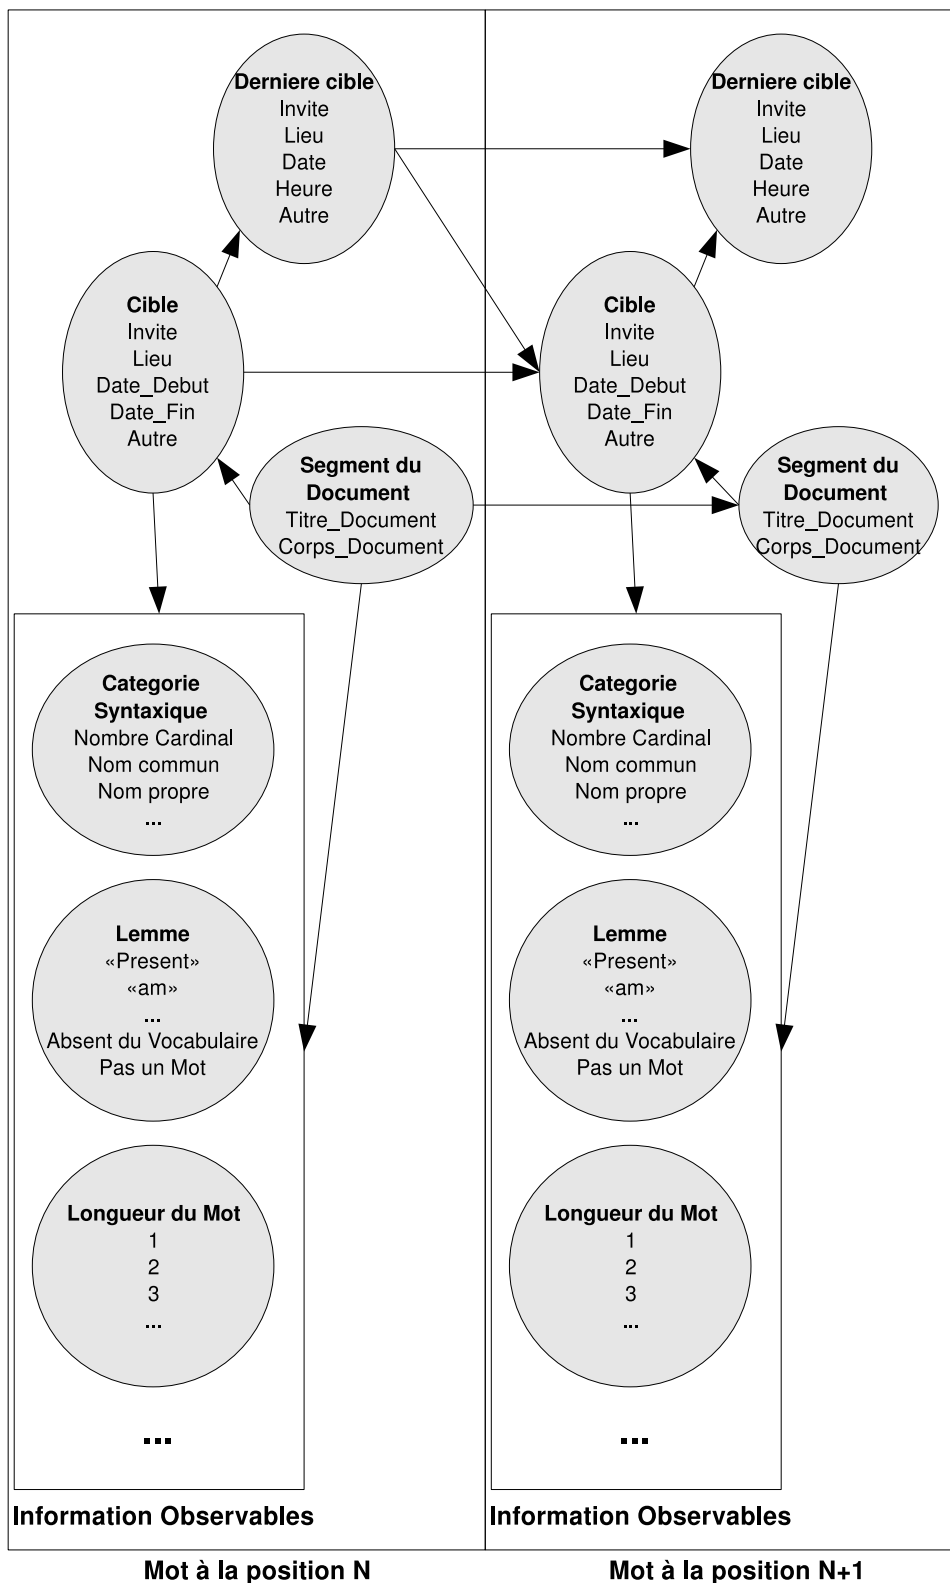 Derniere cible
Invite
Lieu
Date
Heure
Autre
Cible
Invite
Lieu
Date_Debut
Date_Fin
Autre
Segment du
Document
Titre_Document
Corps_Document
Categorie
Syntaxique
Nombre Cardinal
Nom commun
Nom propre
...
Lemme
«Present»
«am»
...
Absent du Vocabulaire
Pas un Mot
Longueur du Mot
1
2
3
...
...
Information Observables
Mot à la position N
Derniere cible
Invite
Lieu
Date
Heure
Autre
Cible
Invite
Lieu
Date_Debut
Date_Fin
Autre
Segment du
Document
Titre_Document
Corps_Document
Categorie
Syntaxique
Nombre Cardinal
Nom commun
Nom propre
...
Lemme
«Present»
«am»
...
Absent du Vocabulaire
Pas un Mot
Longueur du Mot
1
2
3
...
...
Information Observables
Mot à la position N+1